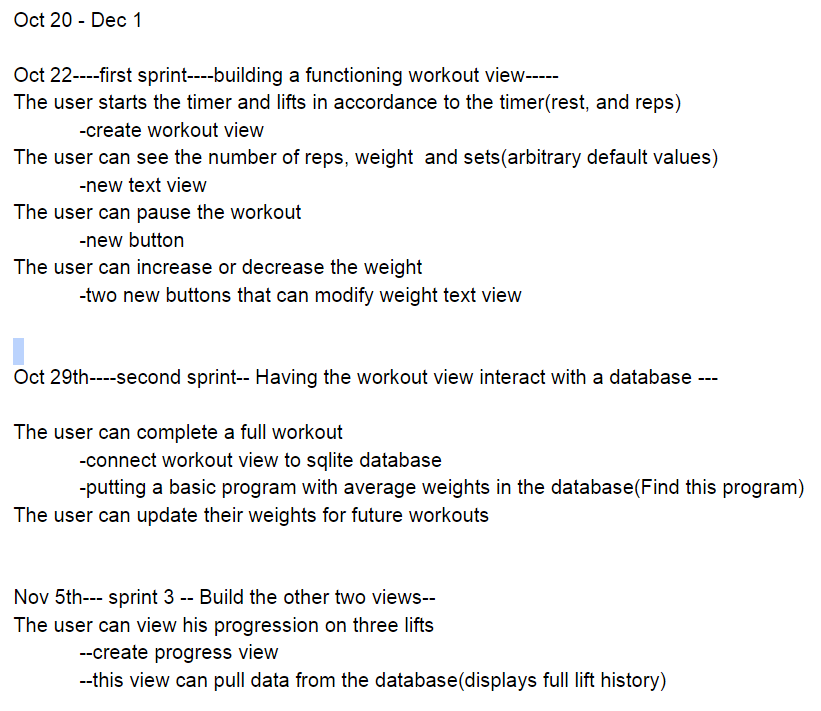 Oct 20 - Dec 1
Oct 22----first sprint----building a functioning workout view-----
The user starts the timer and lifts in accordance to the timer(rest, and reps)
-create workout view
The user can see the number of reps, weight  and sets(arbitrary default values)
-new text view
The user can pause the workout
-new button
The user can increase or decrease the weight
-two new buttons that can modify weight text view
Oct 29th----second sprint-- Having the workout view interact with a database ---
The user can complete a full workout
-connect workout view to sqlite database
-putting a basic program with average weights in the database(Find this program)
The user can update their weights for future workouts
Nov 5th--- sprint 3 -- Build the other two views--
The user can view his progression on three lifts
--create progress view
--this view can pull data from the database(displays full lift history)